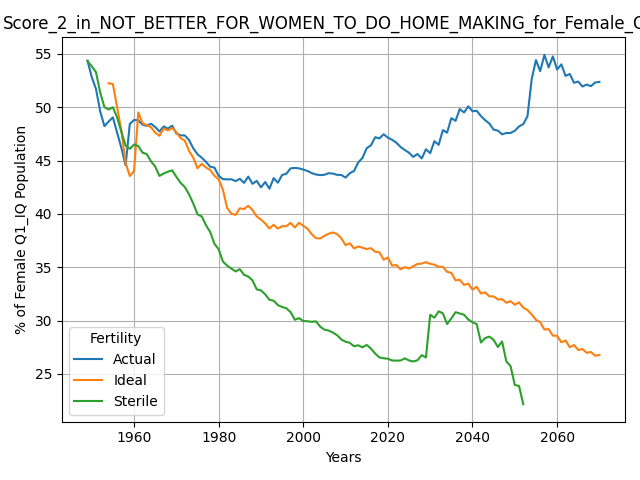 Score_2_in_NOT_BETTER_FOR_WOMEN_TO_DO_HOME_MAKING_for_Female_
% of Female Q1_IQ Population
55
50
45
40
35
30
25
Fertility
Actual
Ideal
Sterile
1960
1980
2000
2020
2040
2060
Years